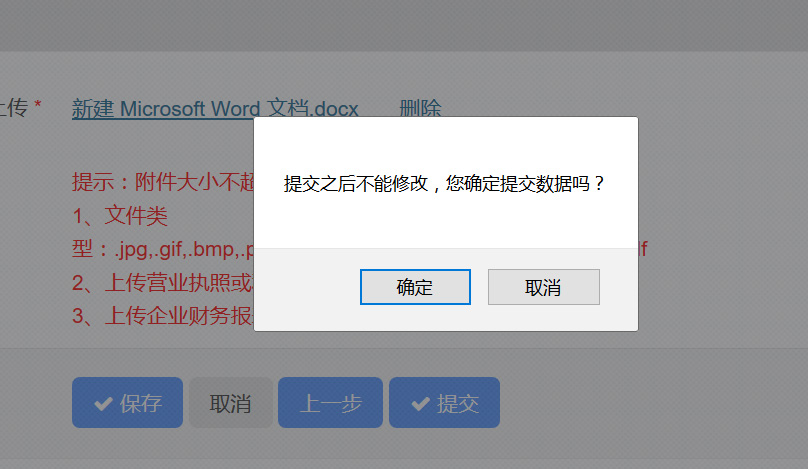 上传 * 新建 Microsoft Word 文档.docx 删除
提交之后不能修改，您确定提交数据吗？
确定 取消
提示：附件大小不超
1、文件类
型：.jpg,.gif,.bmp,.p
2、上传营业执照或
3、上传企业财务报
保存 取消 上一步 提交